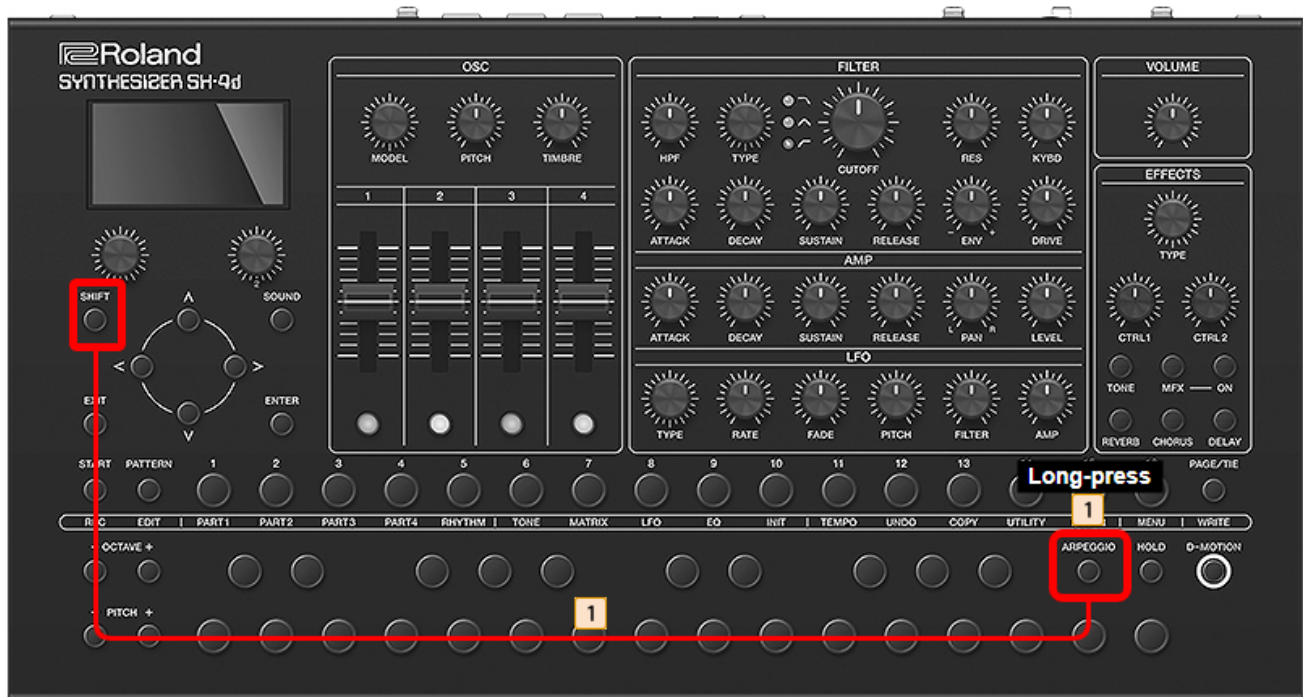 Roland
SYNTHESIZER SH-4d
OSC
FILTER
VOLUME
MODEL PITCH TIMBRE
HPF TYPE CUTOFF RES KYBD
EFFECTS
1 2 3 4
ATTACK DECAY SUSTAIN RELEASE - ENV + DRIVE
TYPE
2
AMP
SHIFT SOUND
ATTACK DECAY SUSTAIN RELEASE L PAN R LEVEL
CTRL1 CTRL2
LFO
TONE MFX ON
EXIT ENTER
TYPE RATE FADE PITCH FILTER AMP
REVERB CHORUS DELAY
START PATTERN 1 2 3 4 5 6 7 8 9 10 11 12 13 PAGE/TIE
Long-press
1
REC EDIT | PART1 PART2 PART3 PART4 RHYTHM | TONE MATRIX LFO EQ INIT | TEMPO UNDO COPY UTILITY | MENU | WRITE
- OCTAVE + ARPEGGIO HOLD D-MOTION
- PITCH +
1